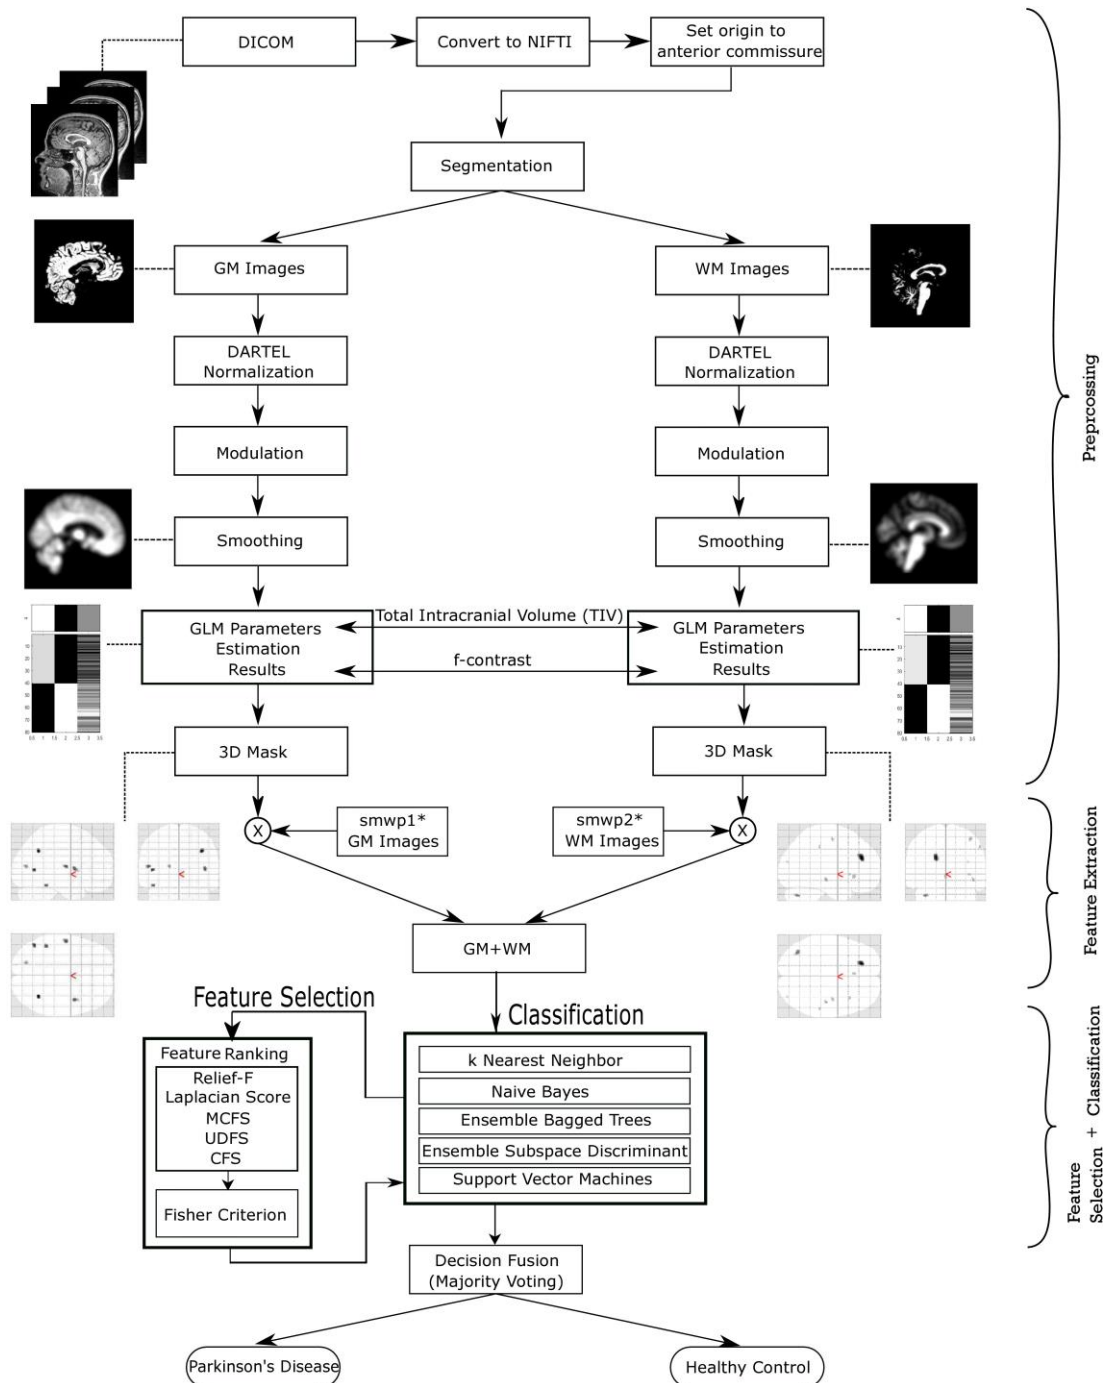 DICOM
Convert to NIFTI
Set origin to
anterior commissure
Segmentation
GM Images
WM Images
DARTEL
Normalization
DARTEL
Normalization
Modulation
Modulation
Preprcossing
Smoothing
Smoothing
Total Intracranial Volume (TIV)
GLM Parameters
Estimation
Results
f-contrast
GLM Parameters
Estimation
Results
3D Mask
3D Mask
X
smwp1*
GM Images
smwp2*
WM Images
X
<
<
<
<
Feature Extraction
GM+WM
<
<
Feature Selection
Classification
Feature Ranking
Relief-F
Laplacian Score
MCFS
UDFS
CFS
Fisher Criterion
k Nearest Neighbor
Naive Bayes
Ensemble Bagged Trees
Ensemble Subspace Discriminant
Support Vector Machines
Feature
Selection + Classification
Decision Fusion
(Majority Voting)
Parkinson's Disease
Healthy Control